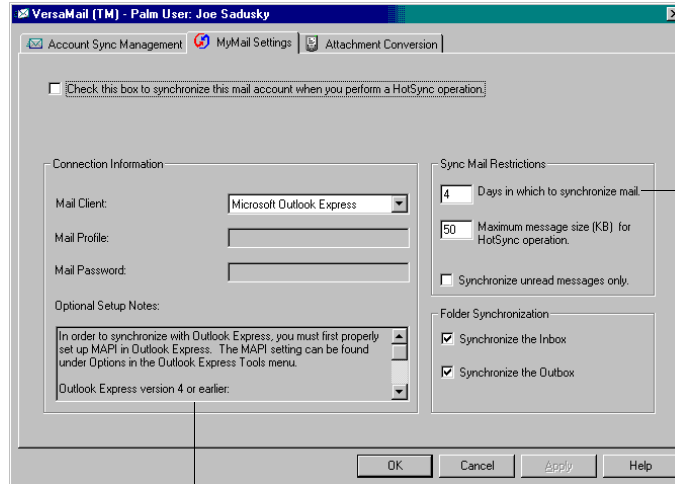 VersaMail (TM) - Palm User: Joe Sadusky
Account Sync Management
MyMail Settings
Attachment Conversion
Check this box to synchronize this mail account when you perform a HotSync operation.
Connection Information
Mail Client:
Microsoft Outlook Express
Mail Profile:
Mail Password:
Optional Setup Notes:
In order to synchronize with Outlook Express, you must first properly
set up MAPI in Outlook Express. The MAPI setting can be found
under Options in the Outlook Express Tools menu.
Outlook Express version 4 or earlier:
Sync Mail Restrictions
4
Days in which to synchronize mail.
50
Maximum message size (KB) for
HotSync operation.
Synchronize unread messages only.
Folder Synchronization
Synchronize the Inbox
Synchronize the Outbox
OK
Cancel
Apply
Help